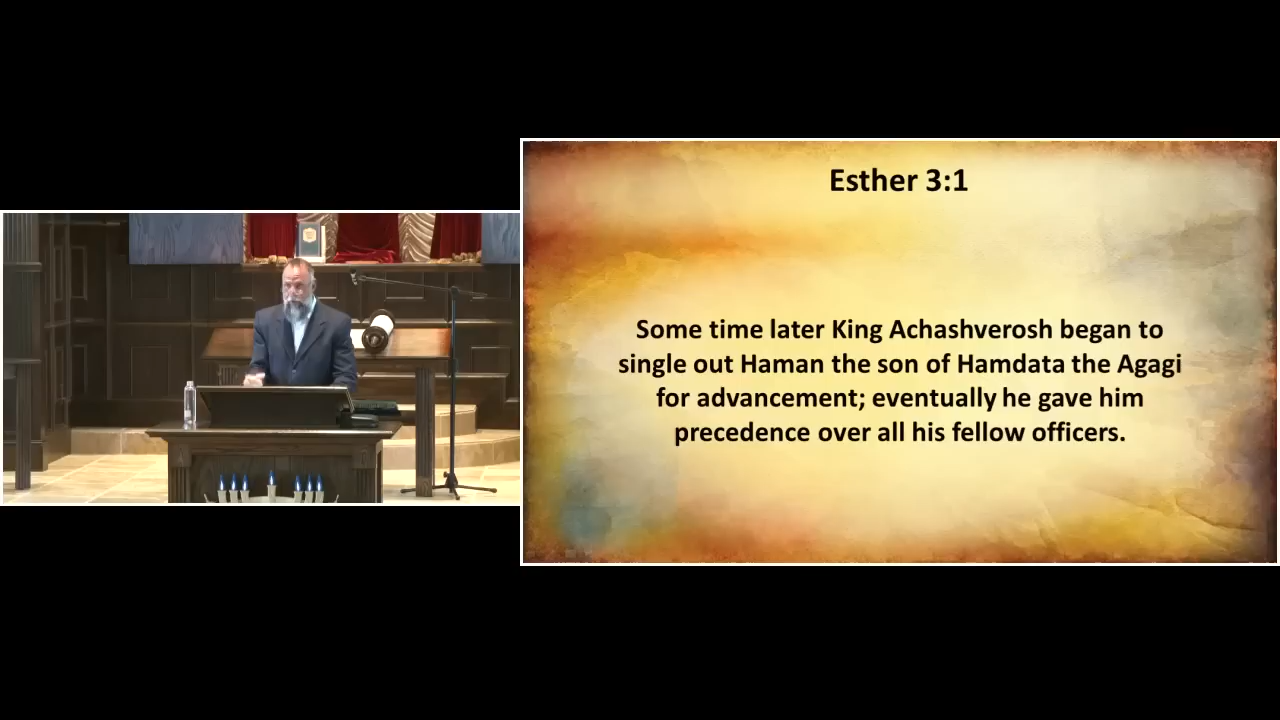 Esther 3:1
Some time later King Achashverosh began to
single out Haman the son of Hamdata the Agagi
for advancement; eventually he gave him
precedence over all his fellow officers.